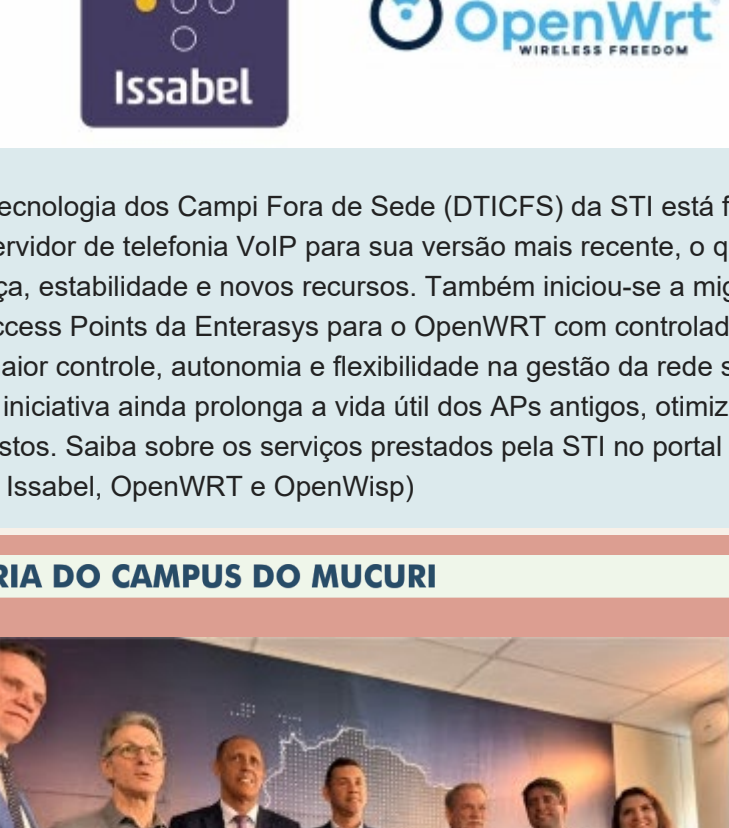 Issabel
OpenWrt
WIRELESS FREEDOM
ecnologia dos Campi Fora de Sede (DTICFS) da STI está f
ervidor de telefonia VoIP para sua versão mais recente, o q
ça, estabilidade e novos recursos. Também iniciou-se a mig
ccess Points da Enterasys para o OpenWRT com controlad
aior controle, autonomia e flexibilidade na gestão da rede s
iniciativa ainda prolonga a vida útil dos APs antigos, otimiz
stos. Saiba sobre os serviços prestados pela STI no portal
Issabel, OpenWRT e OpenWisp)
RIA DO CAMPUS DO MUCURI